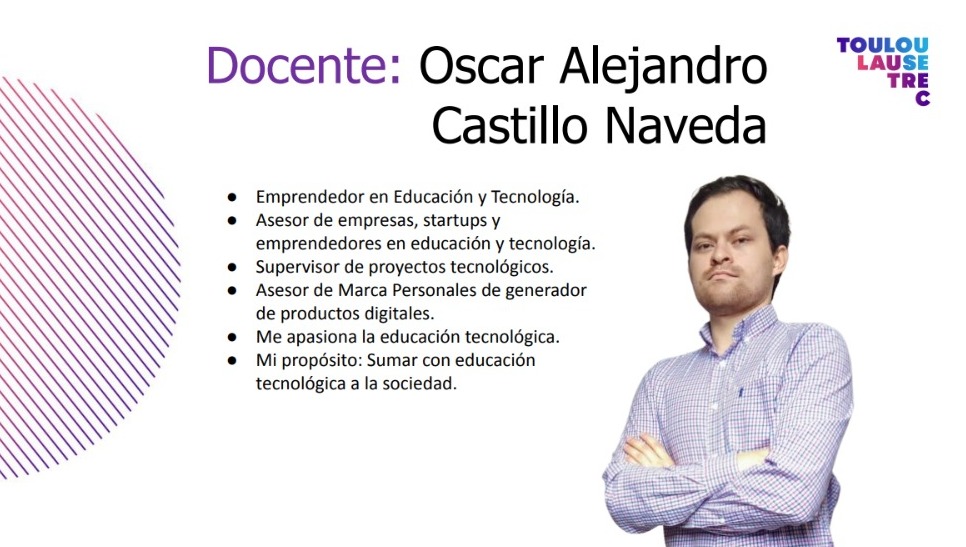 Docente: Oscar Alejandro
Castillo Naveda
TOULOU
LAUSE
TRE
C
● Emprendedor en Educación y Tecnología.
● Asesor de empresas, startups y
emprendedores en educación y tecnología.
● Supervisor de proyectos tecnológicos.
● Asesor de Marca Personales de generador
de productos digitales.
● Me apasiona la educación tecnológica.
● Mi propósito: Sumar con educación
tecnológica a la sociedad.